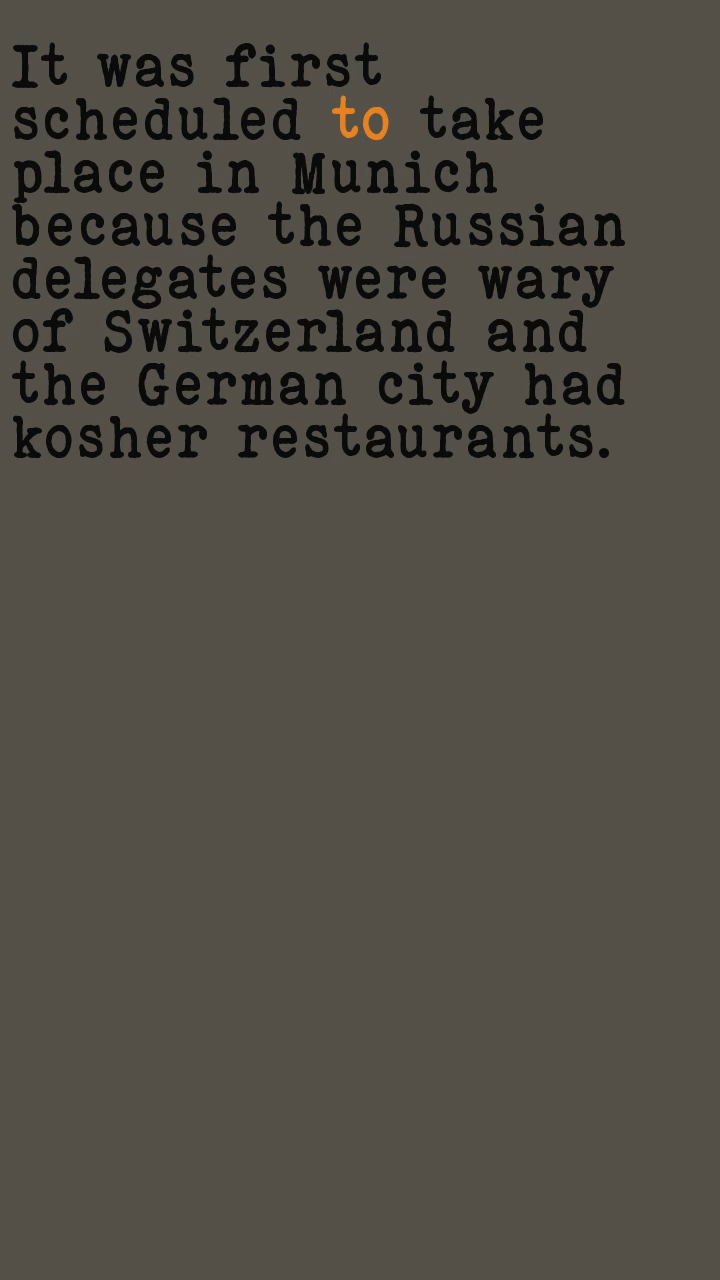 It was first
scheduled to take
place in Munich
because the Russian
delegates were wary
of Switzerland and
the German city had
kosher restaurants.